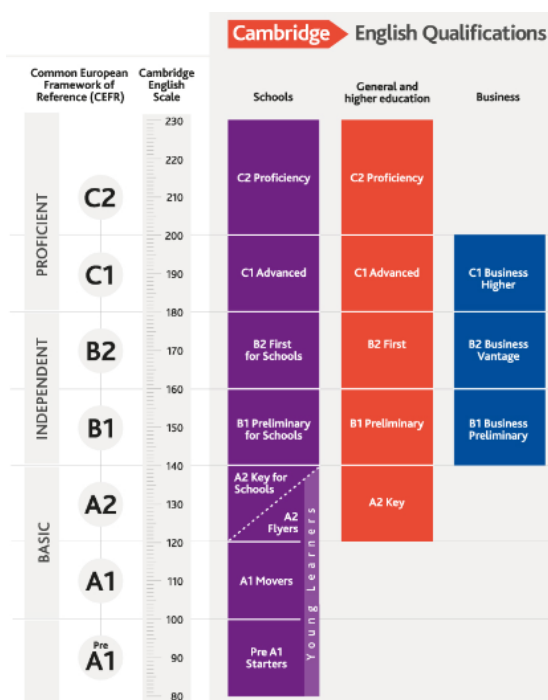 Cambridge English Qualifications
Common European
Framework of
Reference (CEFR)
Cambridge
English
Scale
Schools
General and
higher education
Business
230
220
210
200
190
180
170
160
150
140
130
120
110
100
90
80
PROFICIENT
INDEPENDENT
BASIC
C2
C1
B2
B1
A2
A1
Pre
A1
C2 Proficiency
C1 Advanced
B2 First
for Schools
B1 Preliminary
for Schools
A2 Key for
Schools
A2
Flyers
A1 Movers
Pre A1
Starters
Young Learners
C2 Proficiency
C1 Advanced
B2 First
B1 Preliminary
A2 Key
C1 Business
Higher
B2 Business
Vantage
B1 Business
Preliminary